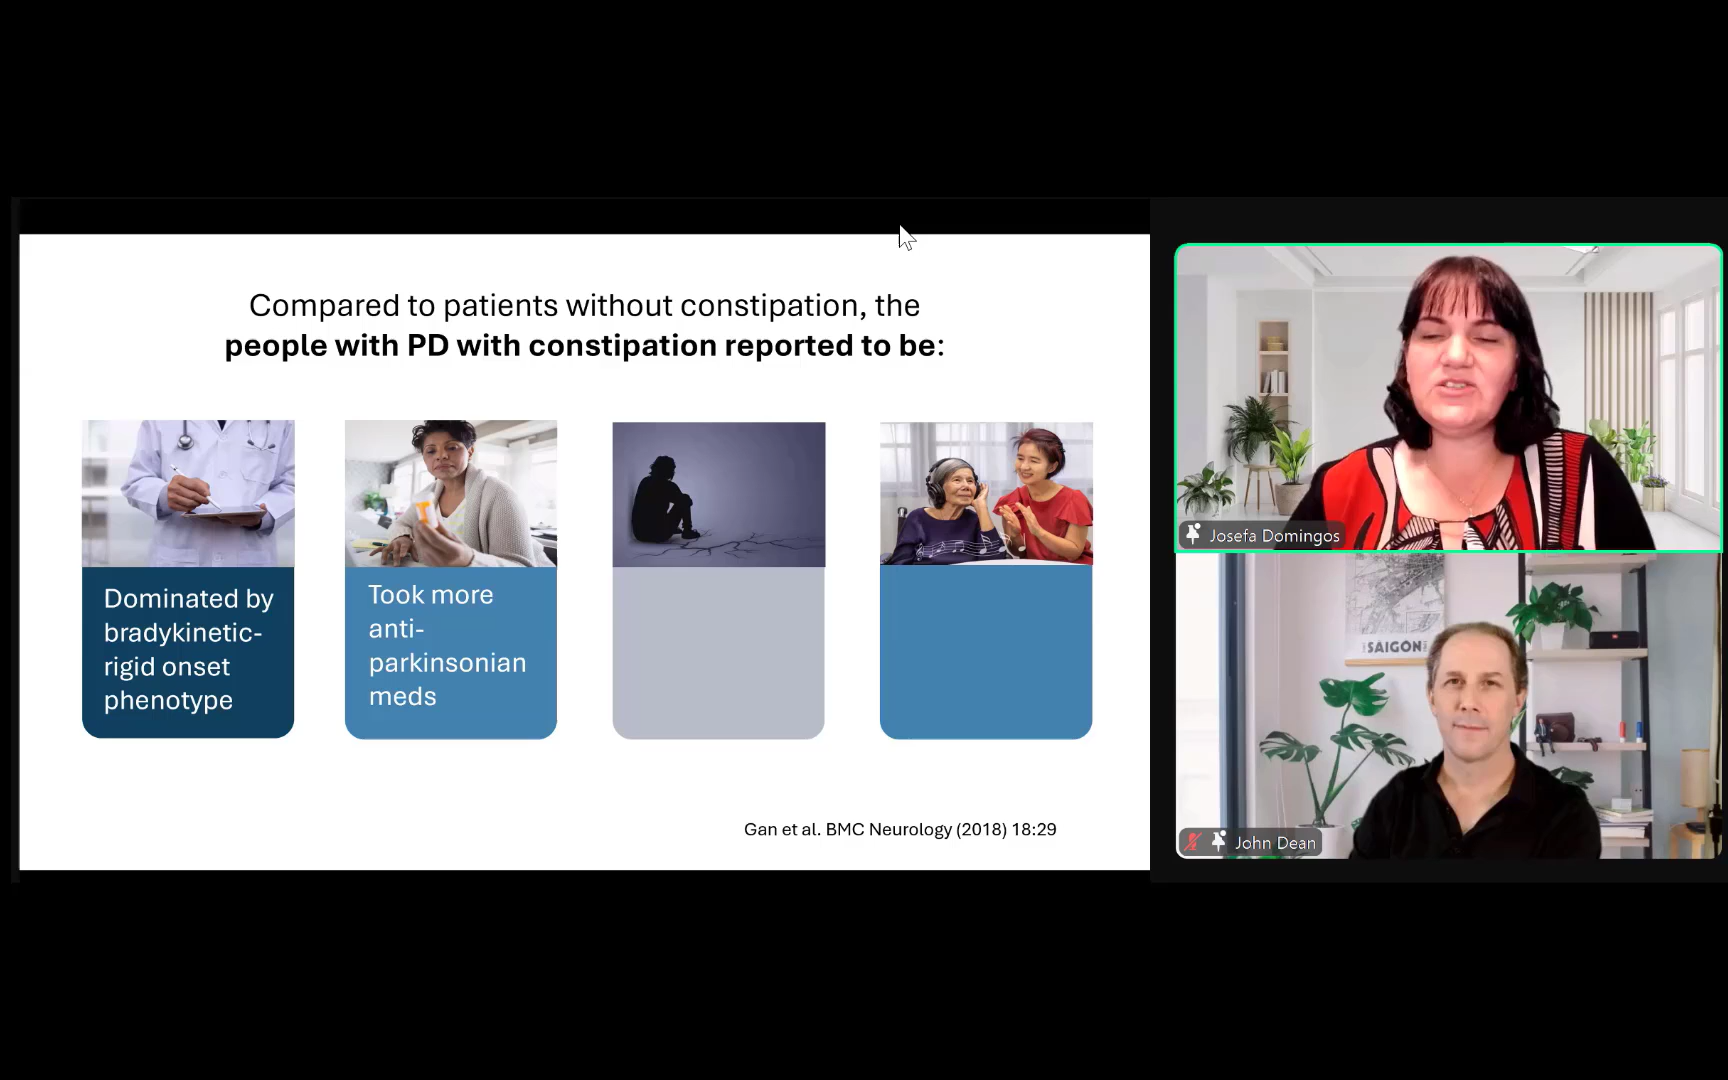 Compared to patients without constipation, the
people with PD with constipation reported to be:
Dominated by
bradykinetic-
rigid onset
phenotype
Took more
anti-
parkinsonian
meds
Gan et al. BMC Neurology (2018) 18:29
Josefa Domingos
SAIGON
John Dean